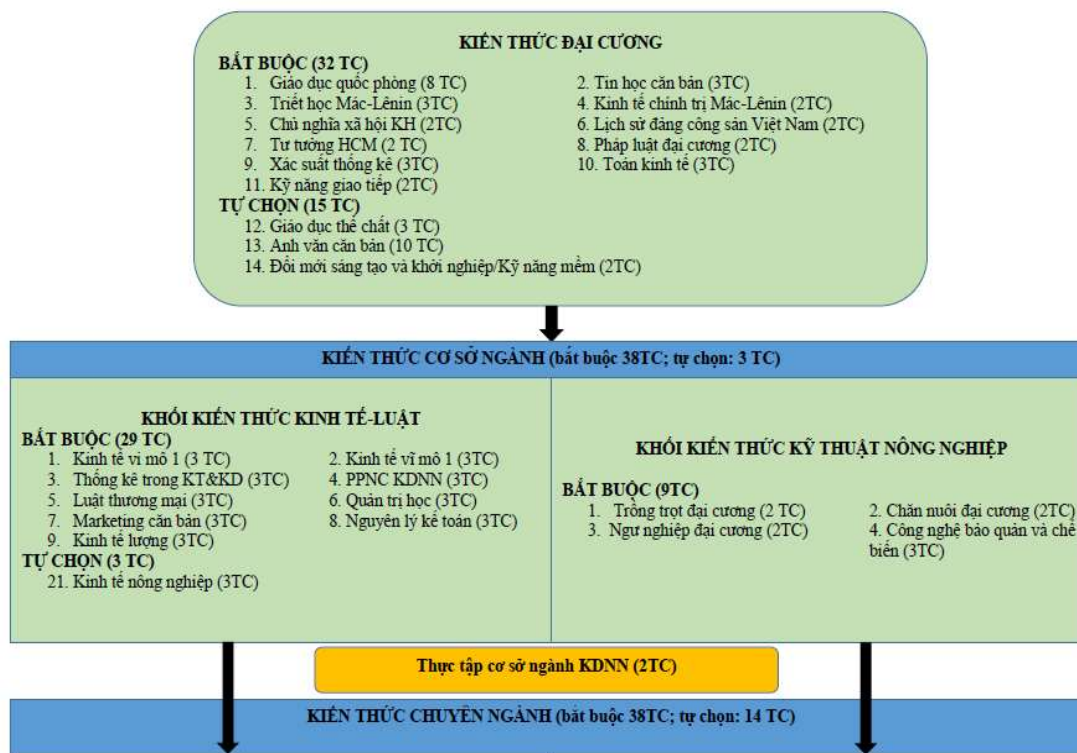 KIẾN THỨC ĐẠI CƯƠNG
BẮT BUỘC (32 TC)
1. Giáo dục quốc phòng (8 TC)
2. Tin học căn bản (3TC)
3. Triết học Mác-Lênin (3TC)
4. Kinh tế chính trị Mác-Lênin (2TC)
5. Chủ nghĩa xã hội KH (2TC)
6. Lịch sử đảng công sản Việt Nam (2TC)
7. Tư tưởng HCM (2 TC)
8. Pháp luật đại cương (2TC)
9. Xác suất thống kê (3TC)
10. Toán kinh tế (3TC)
11. Kỹ năng giao tiếp (2TC)
TỰ CHỌN (15 TC)
12. Giáo dục thể chất (3 TC)
13. Anh văn căn bản (10 TC)
14. Đổi mới sáng tạo và khởi nghiệp/Kỹ năng mềm (2TC)
KIẾN THỨC CƠ SỞ NGÀNH (bắt buộc 38TC; tự chọn: 3 TC)
KHỐI KIẾN THỨC KINH TẾ-LUẬT
BẮT BUỘC (29 TC)
1. Kinh tế vi mô 1 (3 TC)
2. Kinh tế vĩ mô 1 (3TC)
3. Thống kê trong KT&KD (3TC)
4. PPNC KDNN (3TC)
5. Luật thương mại (3TC)
6. Quản trị học (3TC)
7. Marketing căn bản (3TC)
8. Nguyên lý kế toán (3TC)
9. Kinh tế lượng (3TC)
TỰ CHỌN (3 TC)
21. Kinh tế nông nghiệp (3TC)
KHỐI KIẾN THỨC KỸ THUẬT NÔNG NGHIỆP
BẮT BUỘC (9TC)
1. Trồng trọt đại cương (2 TC)
2. Chăn nuôi đại cương (2TC)
3. Ngư nghiệp đại cương (2TC)
4. Công nghệ bảo quản và chế
biến (3TC)
Thực tập cơ sở ngành KDNN (2TC)
KIẾN THỨC CHUYÊN NGÀNH (bắt buộc 38TC; tự chọn: 14 TC)